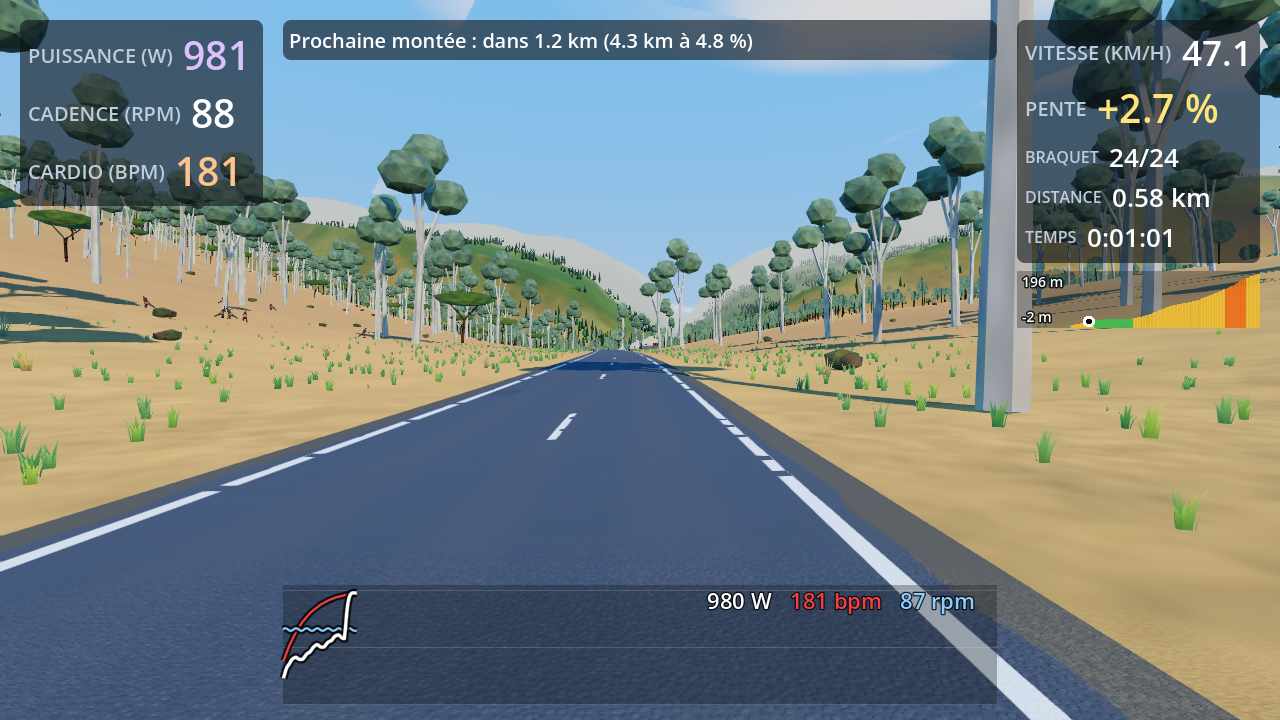 PUISSANCE (W) 981
CADENCE (RPM) 88
CARDIO (BPM) 181
Prochaine montée : dans 1.2 km (4.3 km à 4.8 %)
VITESSE (KM/H) 47.1
PENTE +2.7 %
BRAQUET 24/24
DISTANCE 0.58 km
TEMPS 0:01:01
196 m
-2 m
980 W 181 bpm 87 rpm